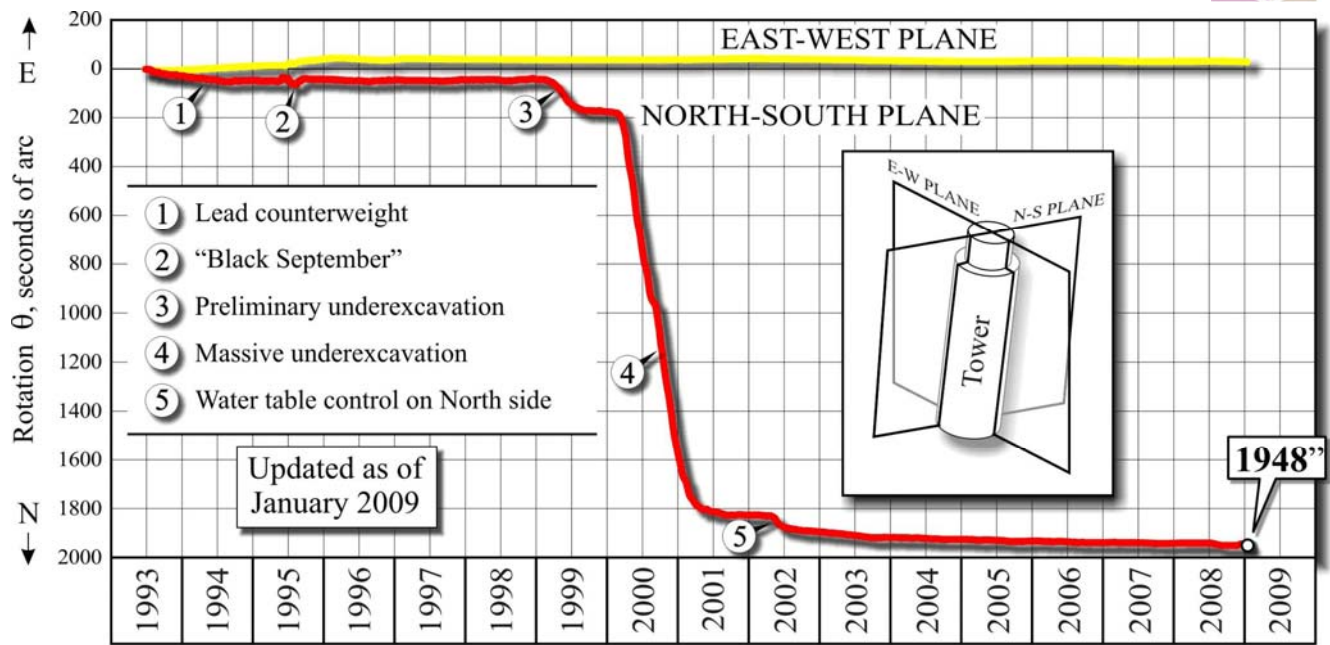 200
E
0
200
400
600
800
1000
1200
1400
1600
1800
N
2000
Rotation θ, seconds of arc
EAST-WEST PLANE
NORTH-SOUTH PLANE
1
2
3
4
5
1 Lead counterweight
2 “Black September”
3 Preliminary underexcavation
4 Massive underexcavation
5 Water table control on North side
Updated as of
January 2009
E-W PLANE
N-S PLANE
Tower
1948”
1993
1994
1995
1996
1997
1998
1999
2000
2001
2002
2003
2004
2005
2006
2007
2008
2009